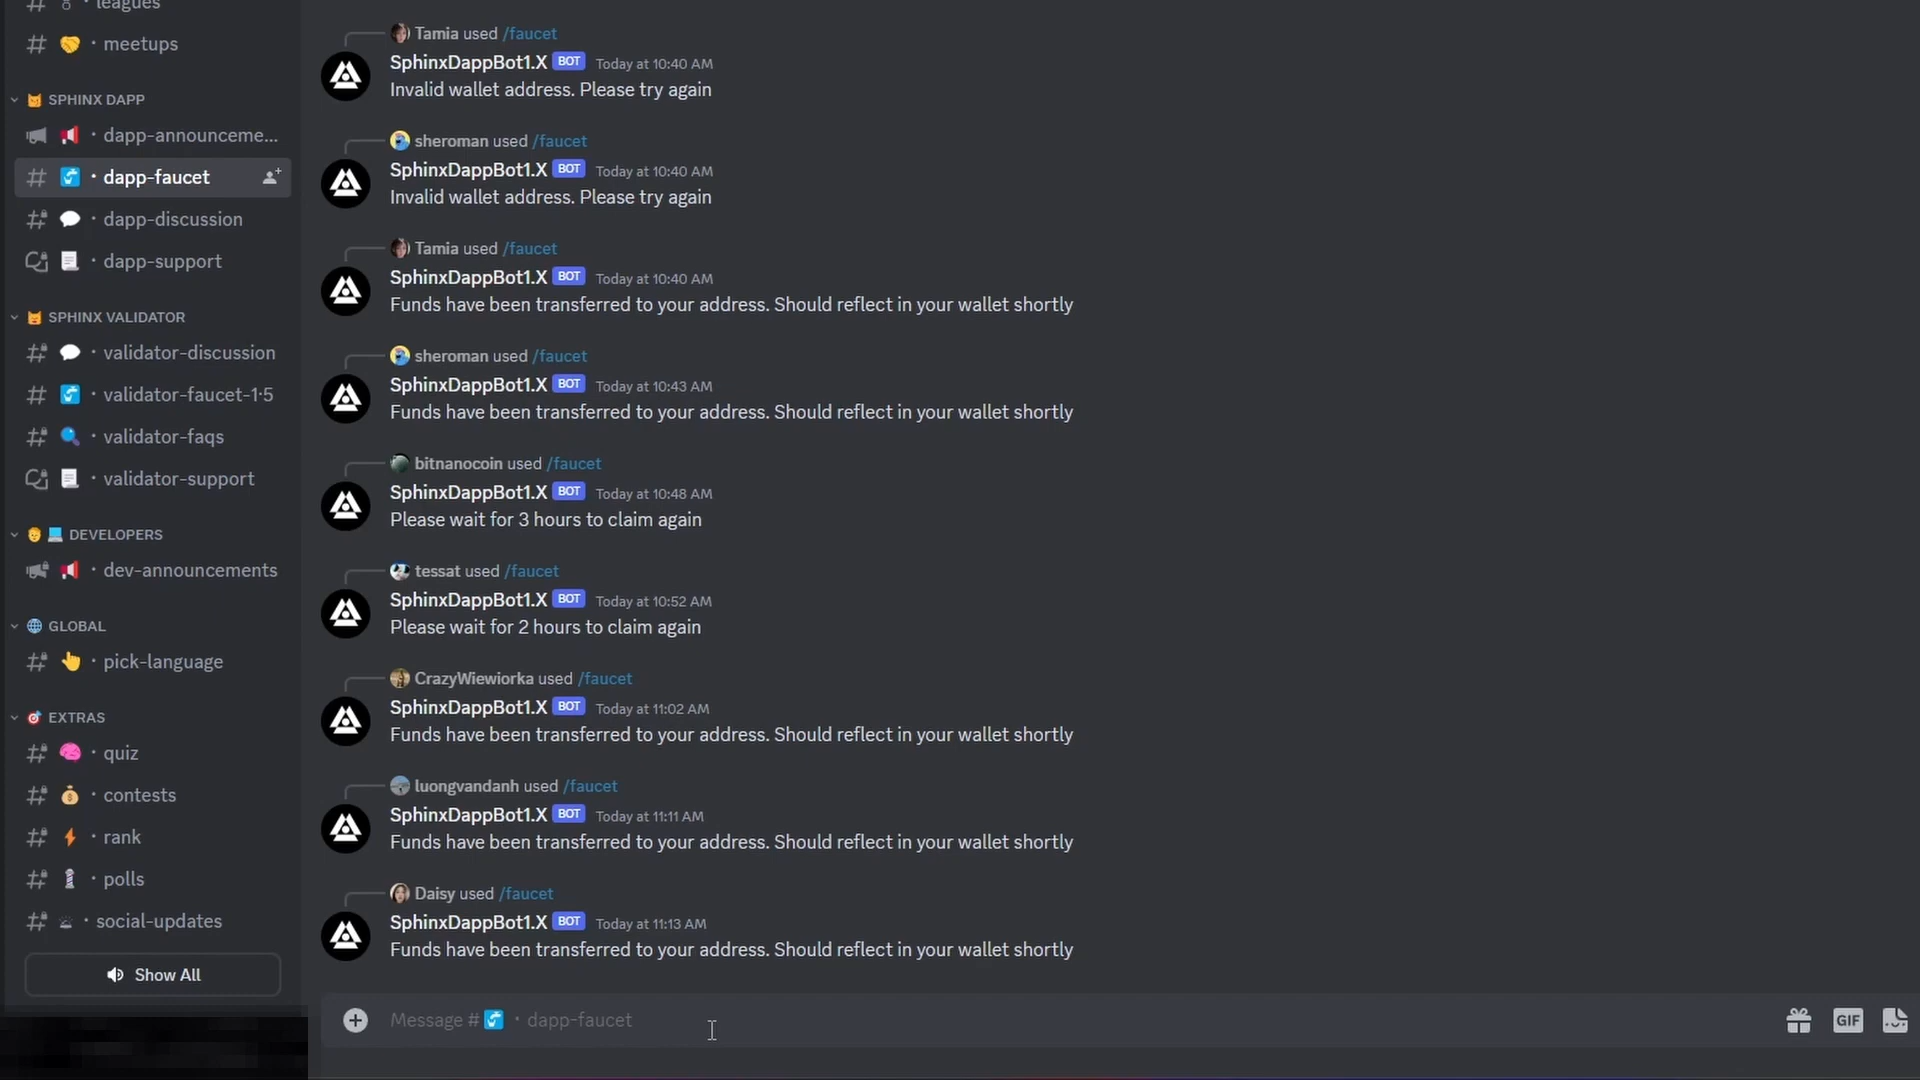 leagues
meetups
SPHINX DAPP
dapp-announceme...
dapp-faucet
dapp-discussion
dapp-support
SPHINX VALIDATOR
validator-discussion
validator-faucet-1·5
validator-faqs
validator-support
DEVELOPERS
dev-announcements
GLOBAL
pick-language
EXTRAS
quiz
contests
rank
polls
social-updates
Show All
Tamia used /faucet
SphinxDappBot1.X BOT Today at 10:40 AM
Invalid wallet address. Please try again
sheroman used /faucet
SphinxDappBot1.X BOT Today at 10:40 AM
Invalid wallet address. Please try again
Tamia used /faucet
SphinxDappBot1.X BOT Today at 10:40 AM
Funds have been transferred to your address. Should reflect in your wallet shortly
sheroman used /faucet
SphinxDappBot1.X BOT Today at 10:43 AM
Funds have been transferred to your address. Should reflect in your wallet shortly
bitnanocoin used /faucet
SphinxDappBot1.X BOT Today at 10:48 AM
Please wait for 3 hours to claim again
tessat used /faucet
SphinxDappBot1.X BOT Today at 10:52 AM
Please wait for 2 hours to claim again
CrazyWiewiorka used /faucet
SphinxDappBot1.X BOT Today at 11:02 AM
Funds have been transferred to your address. Should reflect in your wallet shortly
luongvandanh used /faucet
SphinxDappBot1.X BOT Today at 11:11 AM
Funds have been transferred to your address. Should reflect in your wallet shortly
Daisy used /faucet
SphinxDappBot1.X BOT Today at 11:13 AM
Funds have been transferred to your address. Should reflect in your wallet shortly
Message # · dapp-faucet
GIF